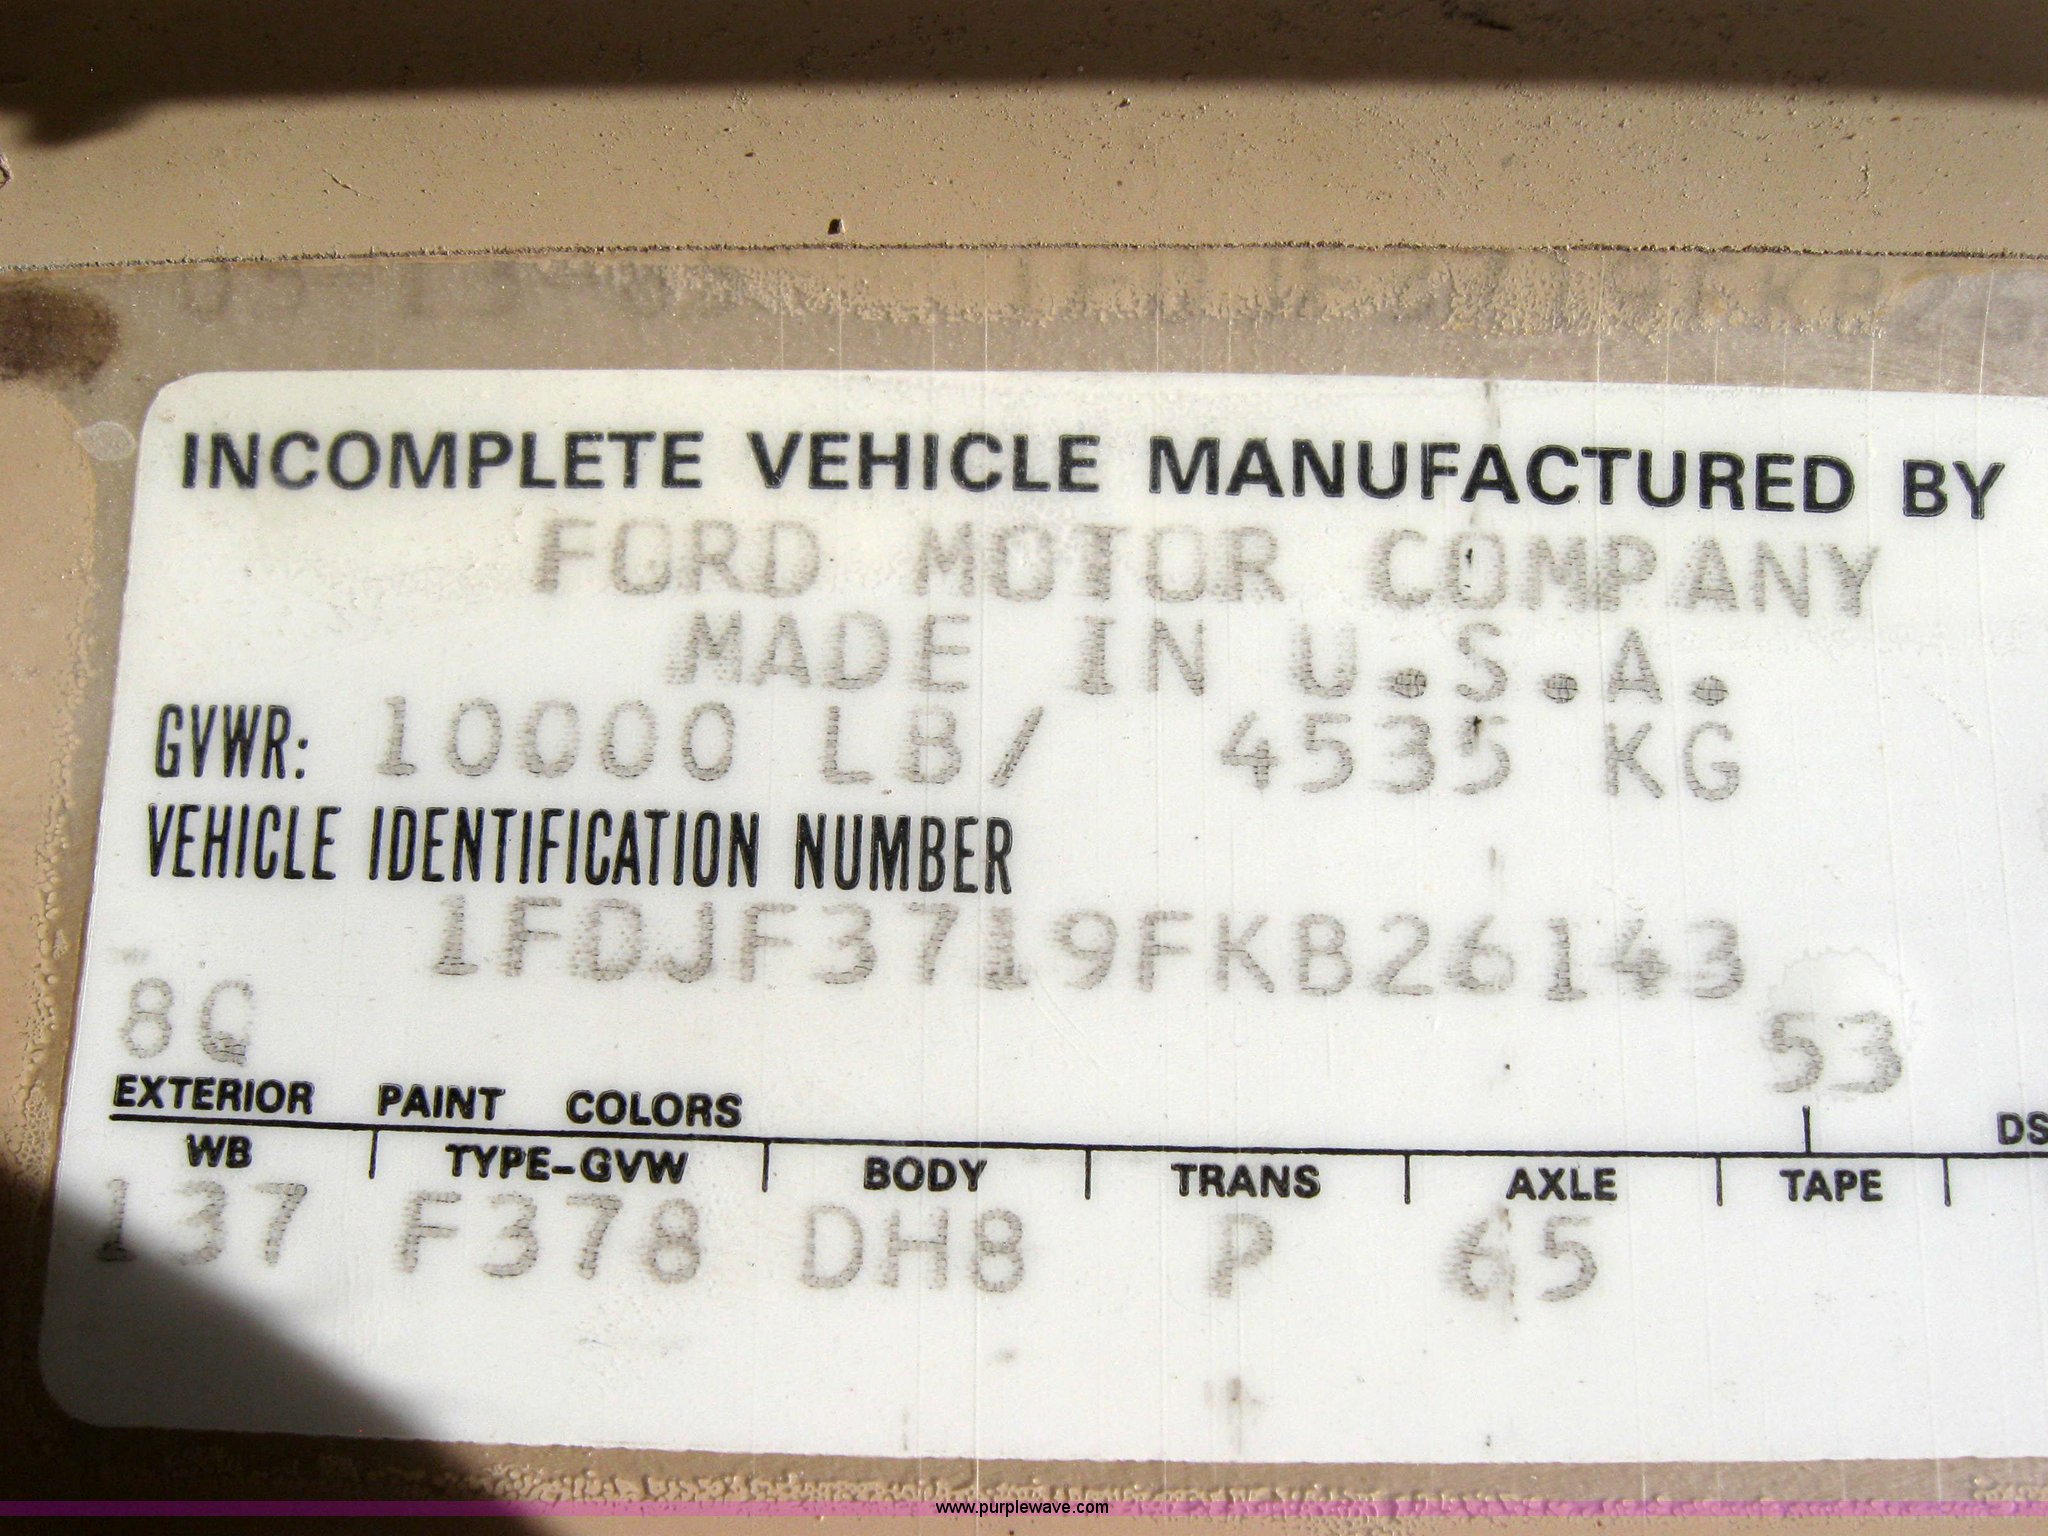 INCOMPLETE VEHICLE MANUFACTURED BY
FORD MOTOR COMPANY
MADE IN U.S.A.
GVWR: 10000 LB/ 4535 KG
VEHICLE IDENTIFICATION NUMBER
1FDJF3719FKB26143
8Q
53
EXTERIOR PAINT COLORS
DS
WB TYPE-GVW BODY TRANS AXLE TAPE
137 F378 DH8 P 65
www.purplewave.com